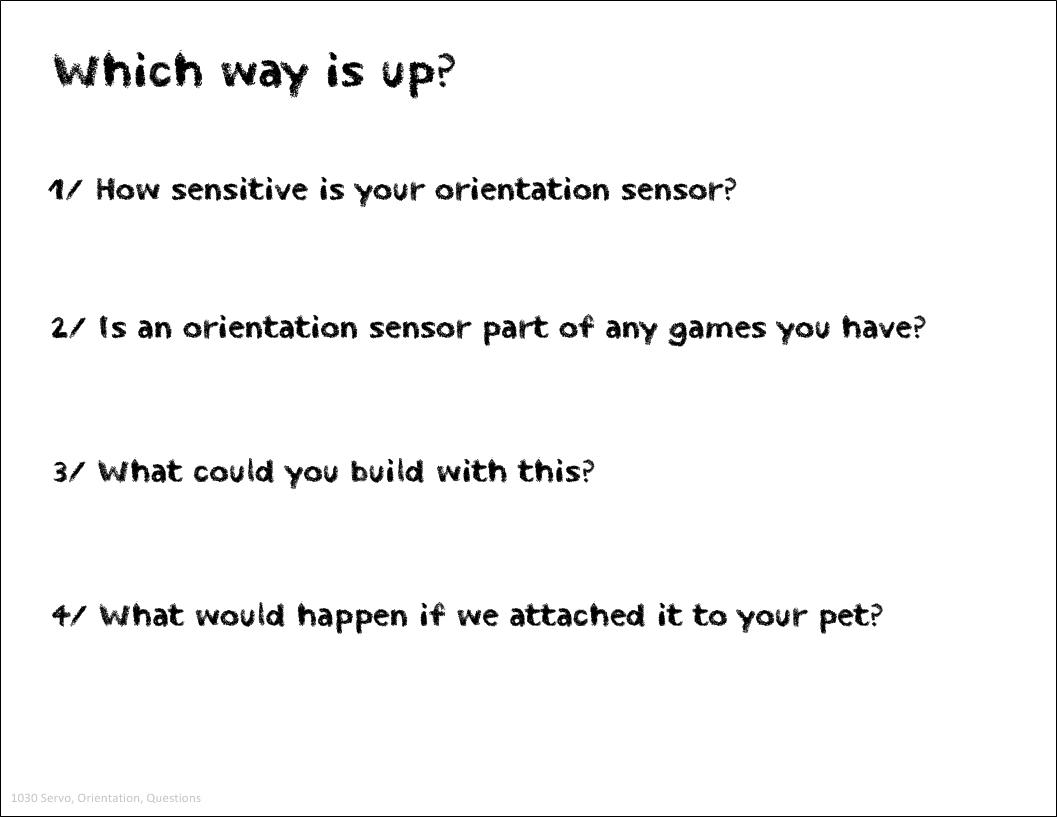 Which way is up?
1/ How sensitive is your orientation sensor?
2/ Is an orientation sensor part of any games you have?
3/ What could you build with this?
4/ What would happen if we attached it to your pet?
1030 Servo, Orientation, Questions